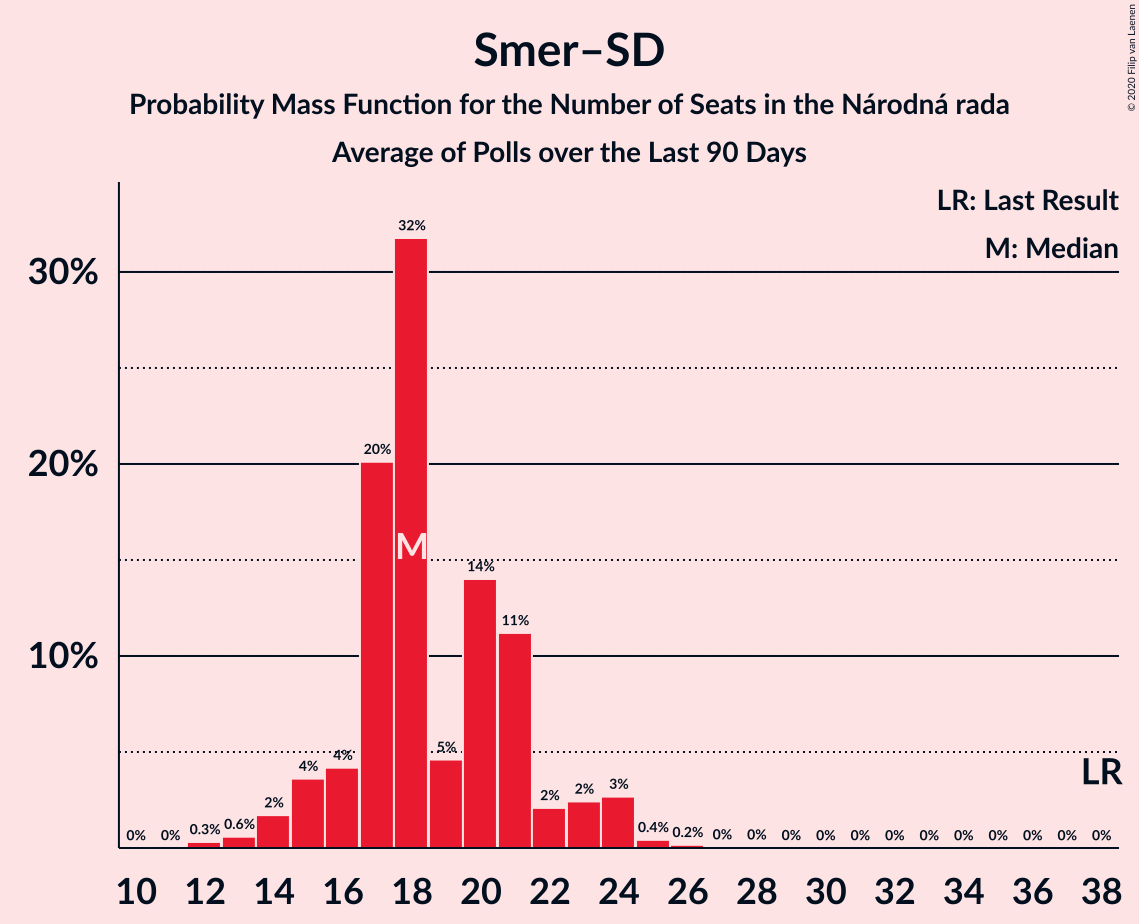 Smer–SD
Probability Mass Function for the Number of Seats in the Národná rada
Average of Polls over the Last 90 Days
© 2020 Filip van Laenen
LR: Last Result
M: Median
30%
20%
10%
0% 0% 0.3% 0.6% 2% 4% 4% 20% 32% 5% 14% 11% 2% 2% 3% 0.4% 0.2% 0% 0% 0% 0% 0% 0% 0% 0% 0% 0% 0% 0%
M
LR
10 12 14 16 18 20 22 24 26 28 30 32 34 36 38